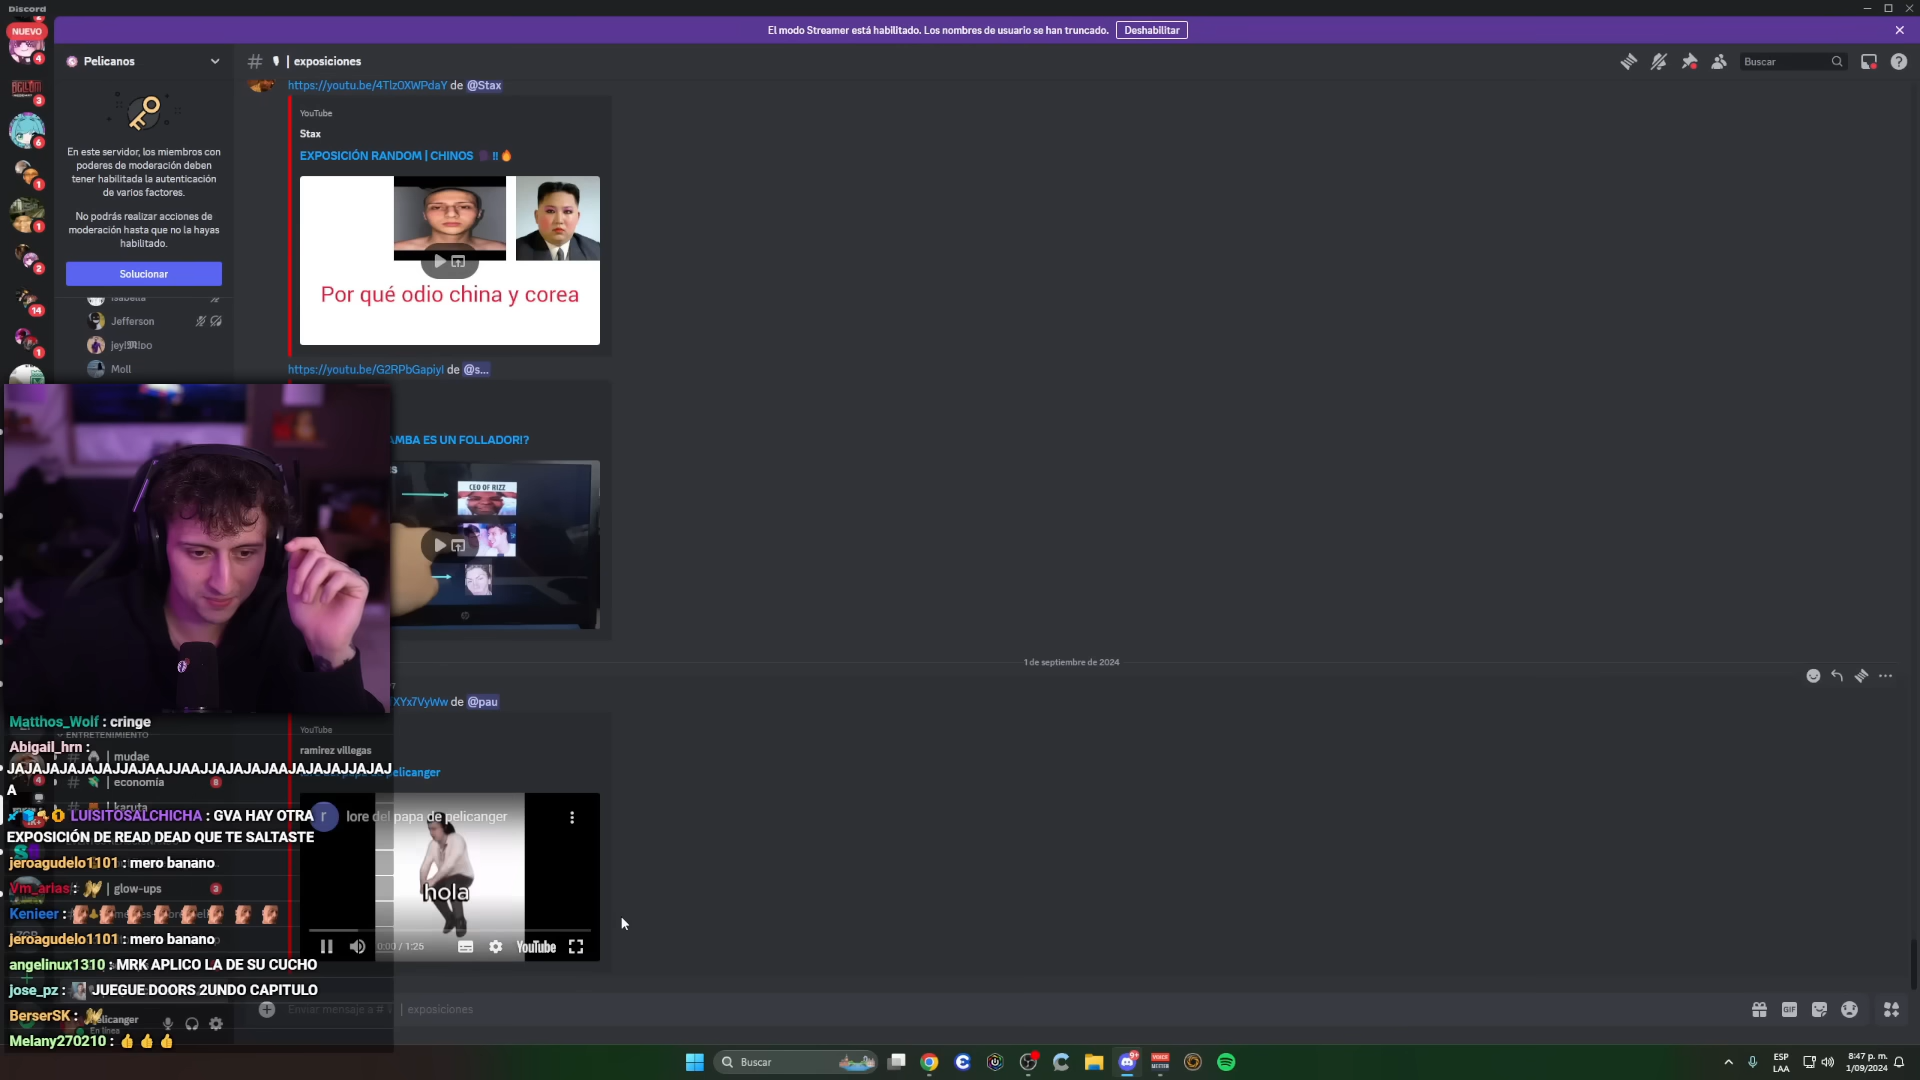 Discord
NUEVO
El modo Streamer está habilitado. Los nombres de usuario se han truncado.
Deshabilitar
Pelicanos
| exposiciones
Buscar
En este servidor, los miembros con
poderes de moderación deben
tener habilitada la autenticación
de varios factores.
No podrás realizar acciones de
moderación hasta que no la hayas
habilitado.
Solucionar
Isabella
Jefferson
Moll
https://youtu.be/4TlzOXWPdaY de @Stax
YouTube
Stax
EXPOSICIÓN RANDOM | CHINOS !!
Por qué odio china y corea
https://youtu.be/G2RPbGapiyI de @s...
AMBA ES UN FOLLADOR!?
CEO OF RIZZ
1 de septiembre de 2024
XYx7VyWw de @pau
YouTube
ramirez villegas
pelicanger
r
lore del papa de pelicanger
hola
0:00 / 1:25
YouTube
Enviar mensaje a # | exposiciones
ENTRETENIMIENTO
| mudae
| economía
| karuta
| glow-ups
Matthos_Wolf : cringe
Abigail_hrn :
JAJAJAJAJAJAJJAJAAJJAAJJAJAJAJAAJAJAJAJJAJAJ
A
LUISITOSALCHICHA : GVA HAY OTRA
EXPOSICIÓN DE READ DEAD QUE TE SALTASTE
jeroagudelo1101 : mero banano
Vm_arias :
Kenieer :
jeroagudelo1101 : mero banano
angelinux1310 : MRK APLICO LA DE SU CUCHO
jose_pz : JUEGUE DOORS 2UNDO CAPITULO
BerserSK :
Melany270210 :
elicanger
En línea
Buscar
ESP
LAA
8:47 p. m.
1/09/2024